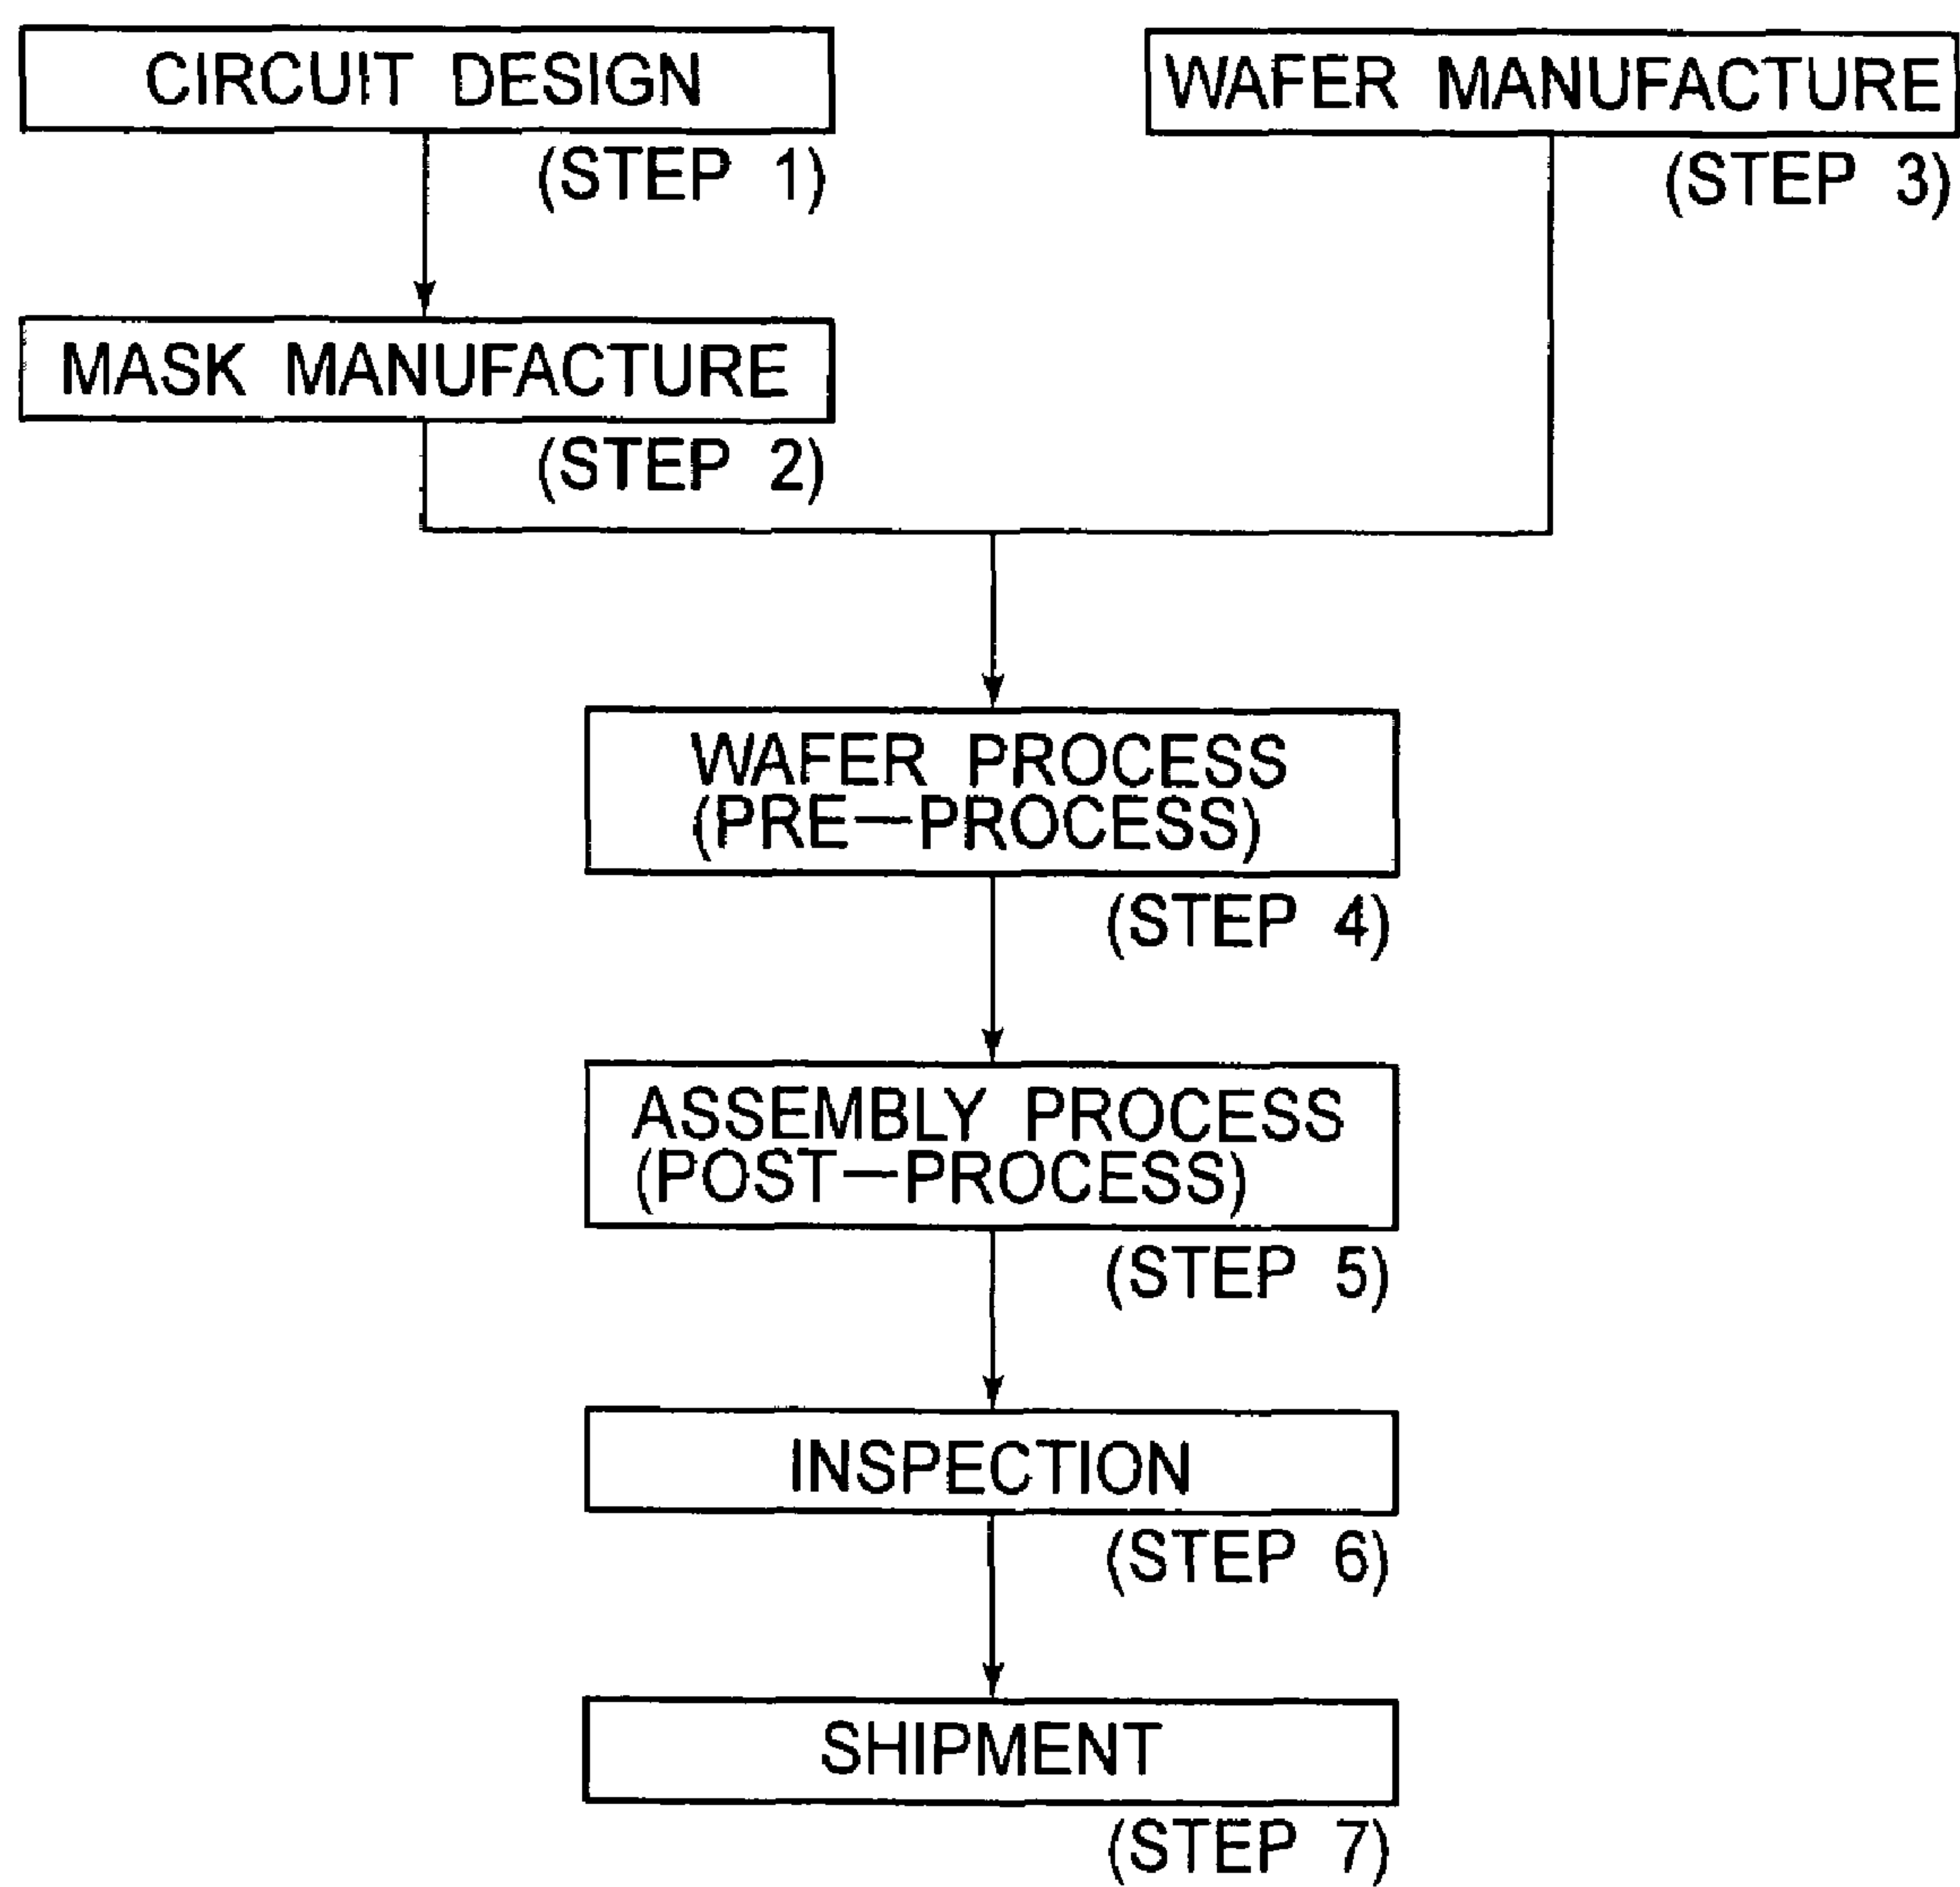 CIRCUIT DESIGN
(STEP 1)
WAFER MANUFACTURE
(STEP 3)
MASK MANUFACTURE
(STEP 2)
WAFER PROCESS
(PRE—PROCESS)
(STEP 4)
ASSEMBLY PROCESS
(POST—PROCESS)
(STEP 5)
INSPECTION
(STEP 6)
SHIPMENT
(STEP 7)